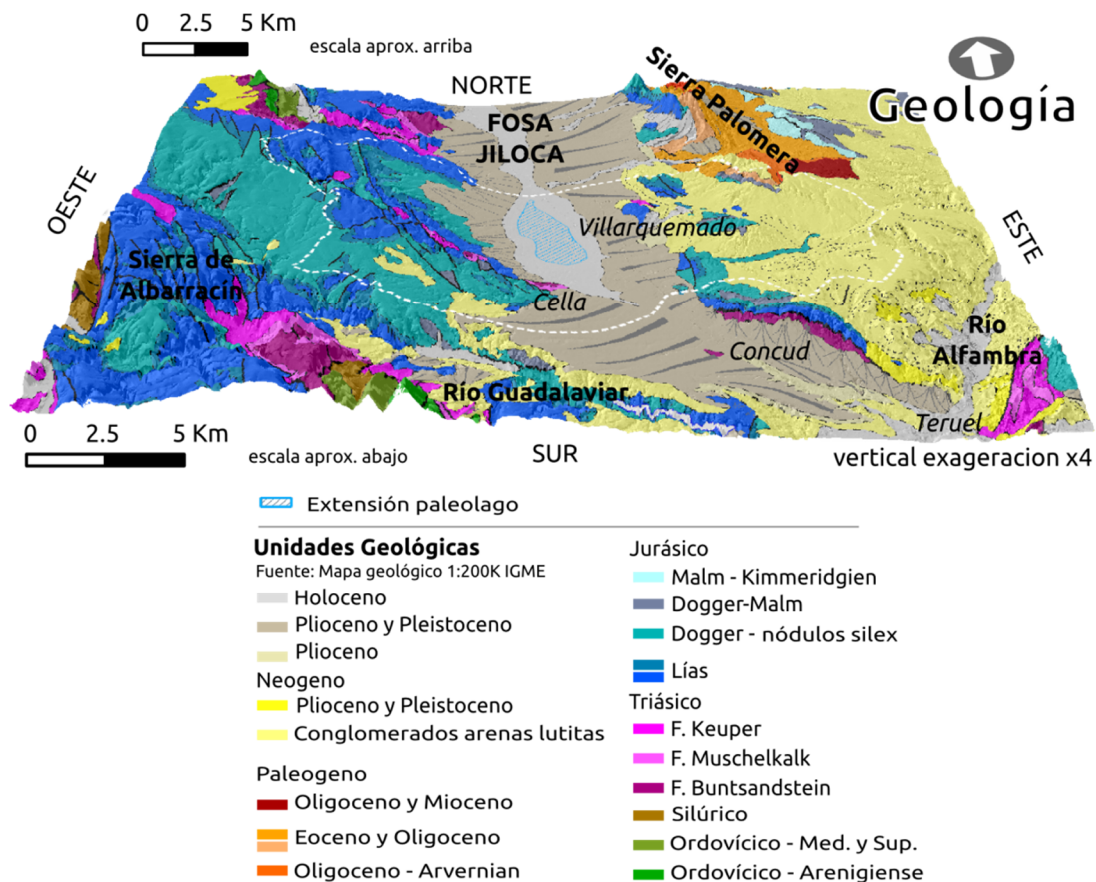 0 2.5 5 Km
escala aprox. arriba
NORTE
Geología
FOSA
JILOCA
Sierra Palomera
OESTE
ESTE
Villarquemado
Sierra de
Albarracín
Cella
Río
Alfambra
Concud
Río Guadalaviar
Teruel
0 2.5 5 Km
escala aprox. abajo
SUR
vertical exageracion x4
Extensión paleolago
Unidades Geológicas
Fuente: Mapa geológico 1:200K IGME
Holoceno
Plioceno y Pleistoceno
Plioceno
Neogeno
Plioceno y Pleistoceno
Conglomerados arenas lutitas
Paleogeno
Oligoceno y Mioceno
Eoceno y Oligoceno
Oligoceno - Arvernian
Jurásico
Malm - Kimmeridgien
Dogger-Malm
Dogger - nódulos silex
Lías
Triásico
F. Keuper
F. Muschelkalk
F. Buntsandstein
Silúrico
Ordovícico - Med. y Sup.
Ordovícico - Arenigiense